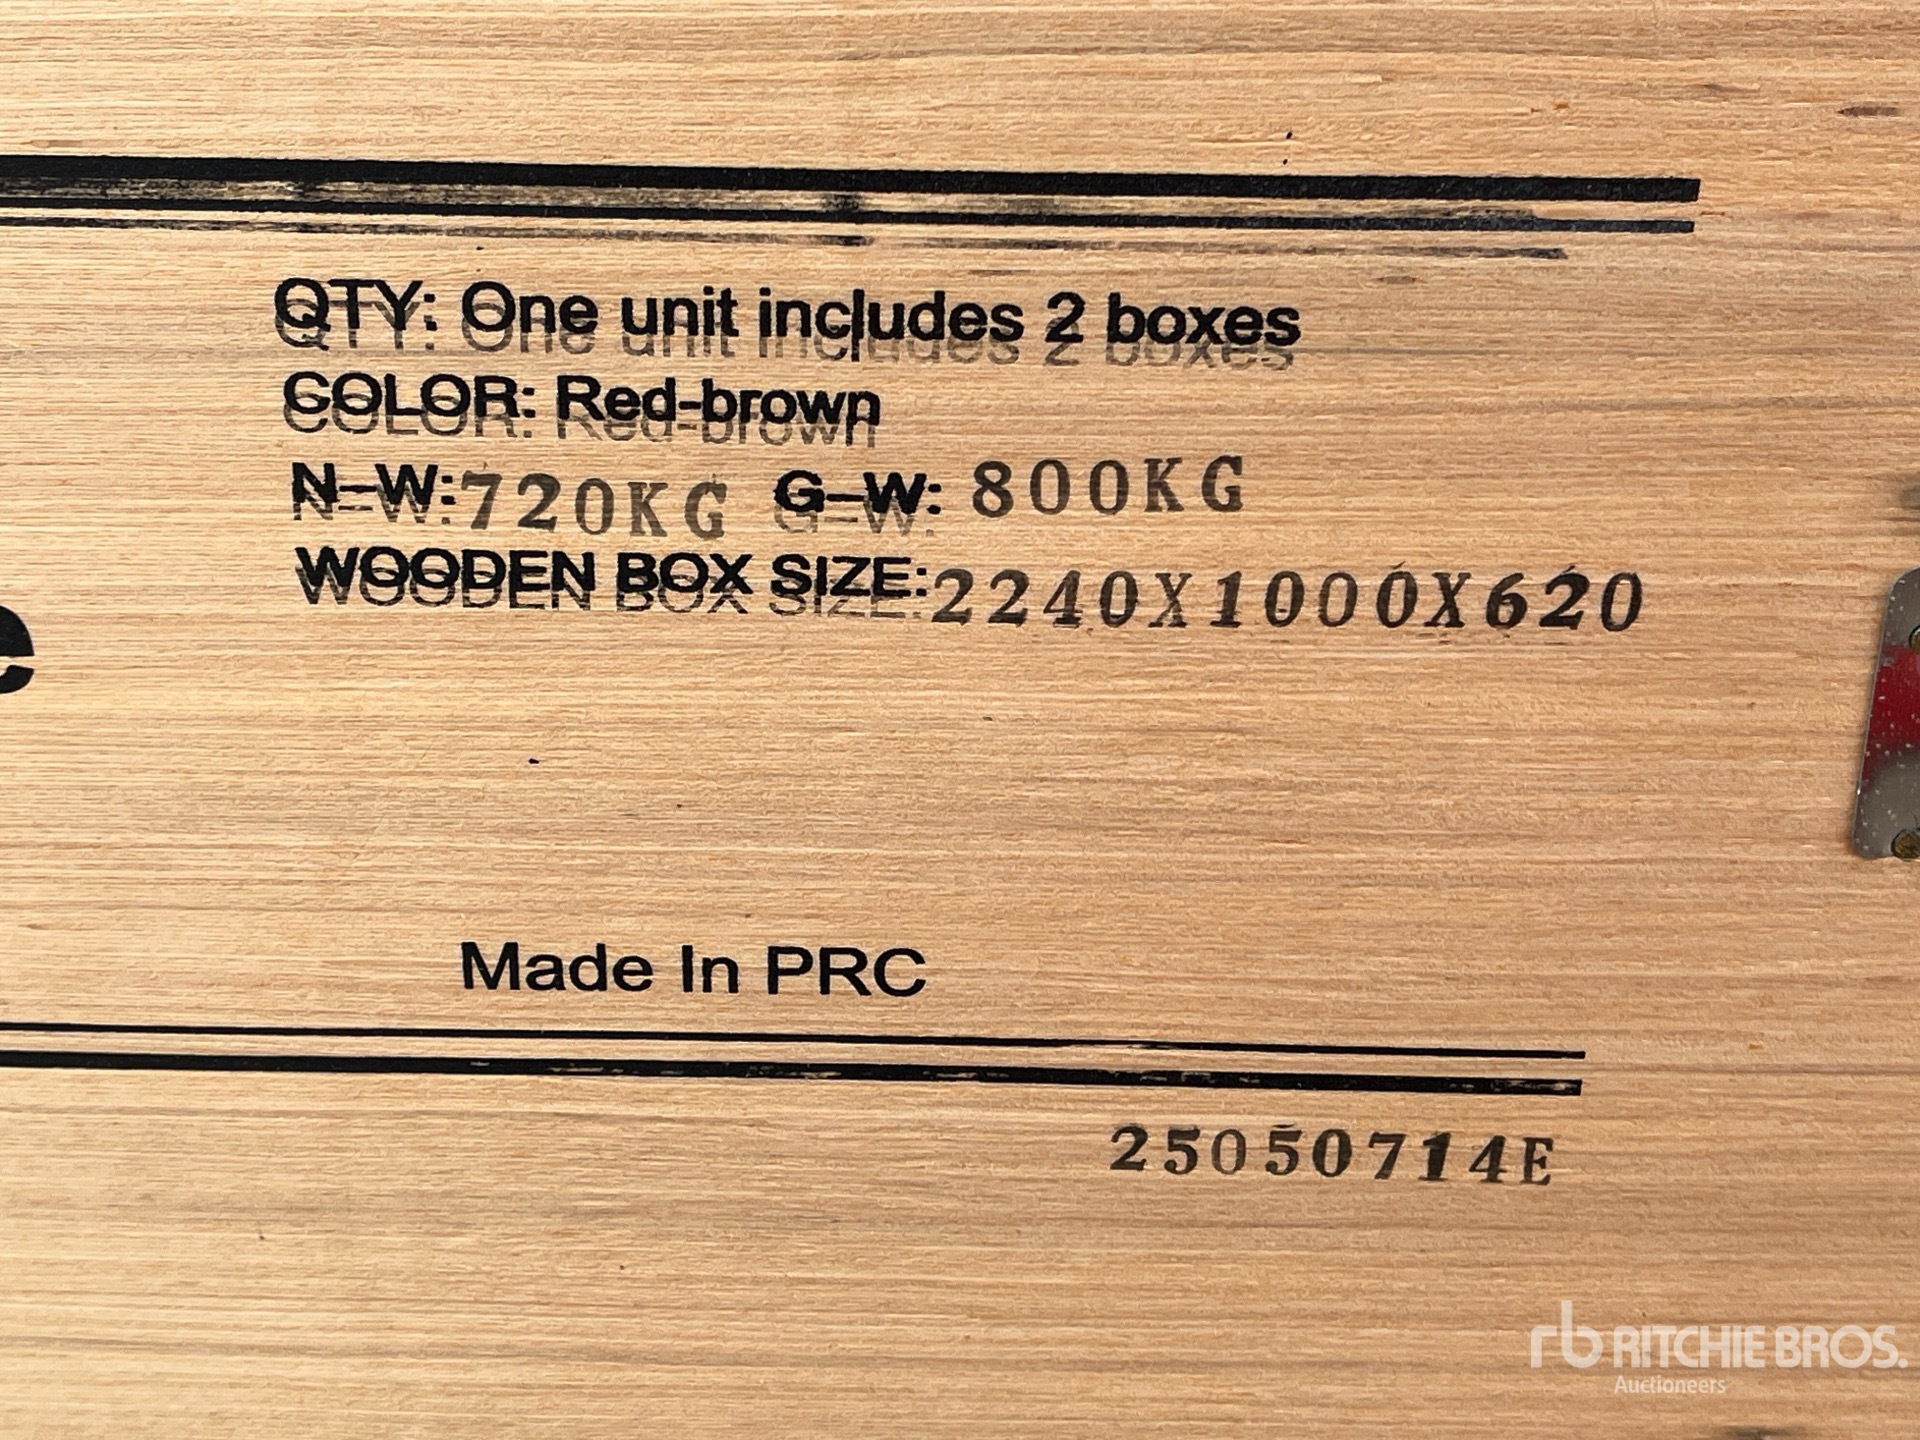 QTY: One unit includes 2 boxes
COLOR: Red-brown
N-W: 720KG G-W: 800KG
WOODEN BOX SIZE: 2240X1000X620
e
Made In PRC
25050714E
rb RITCHIE BROS.
Auctioneers